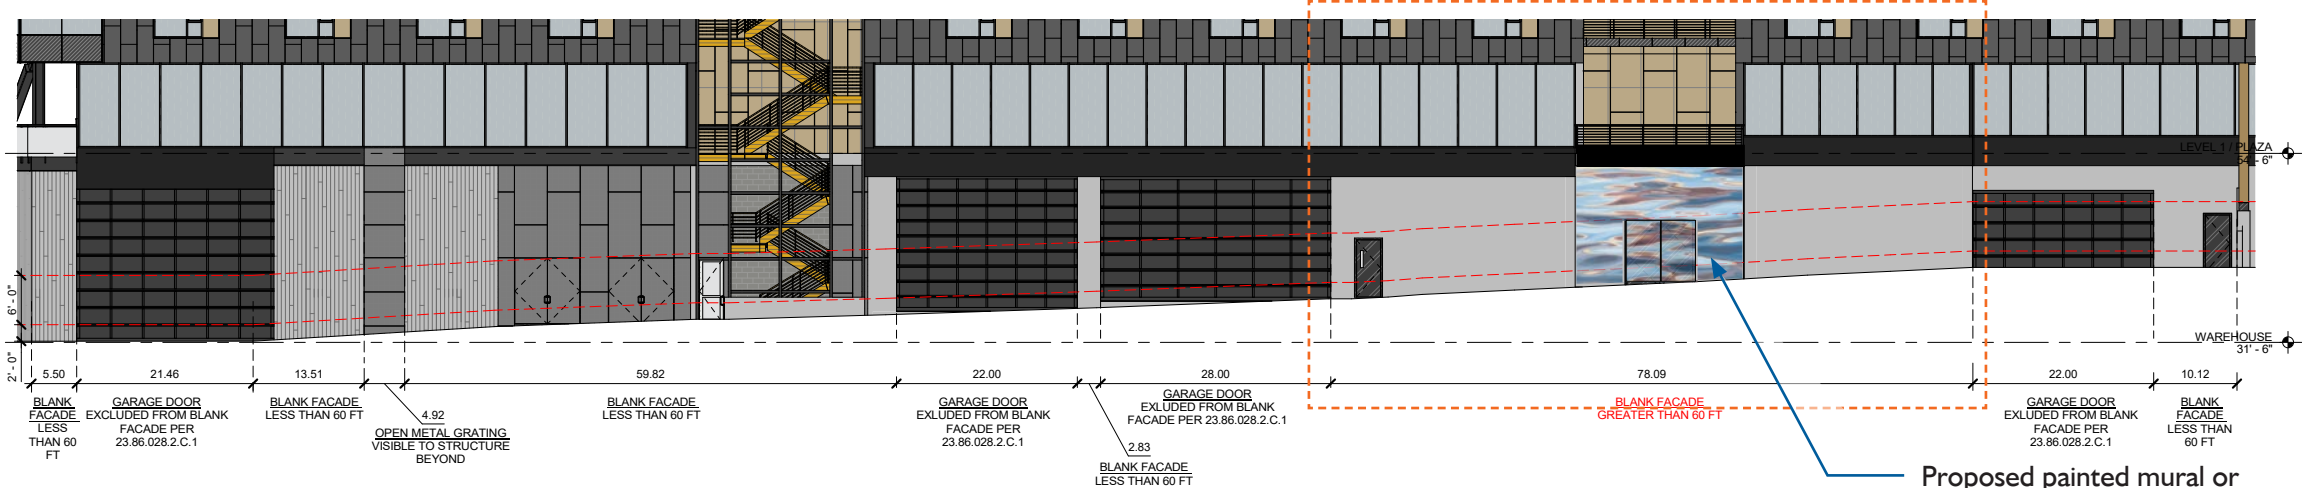 LEVEL 1 / PLAZA
54' - 6"
WAREHOUSE
31' - 6"
6' - 0"
2' - 0"
5.50
21.46
13.51
59.82
22.00
28.00
78.09
22.00
10.12
BLANK
FACADE
LESS
THAN 60
FT
GARAGE DOOR
EXCLUDED FROM BLANK
FACADE PER
23.86.028.2.C.1
BLANK FACADE
LESS THAN 60 FT
4.92
OPEN METAL GRATING
VISIBLE TO STRUCTURE
BEYOND
BLANK FACADE
LESS THAN 60 FT
GARAGE DOOR
EXLUDED FROM BLANK
FACADE PER
23.86.028.2.C.1
2.83
BLANK FACADE
LESS THAN 60 FT
GARAGE DOOR
EXLUDED FROM BLANK
FACADE PER 23.86.028.2.C.1
BLANK FACADE
GREATER THAN 60 FT
GARAGE DOOR
EXLUDED FROM BLANK
FACADE PER
23.86.028.2.C.1
BLANK
FACADE
LESS THAN
60 FT
Proposed painted mural or